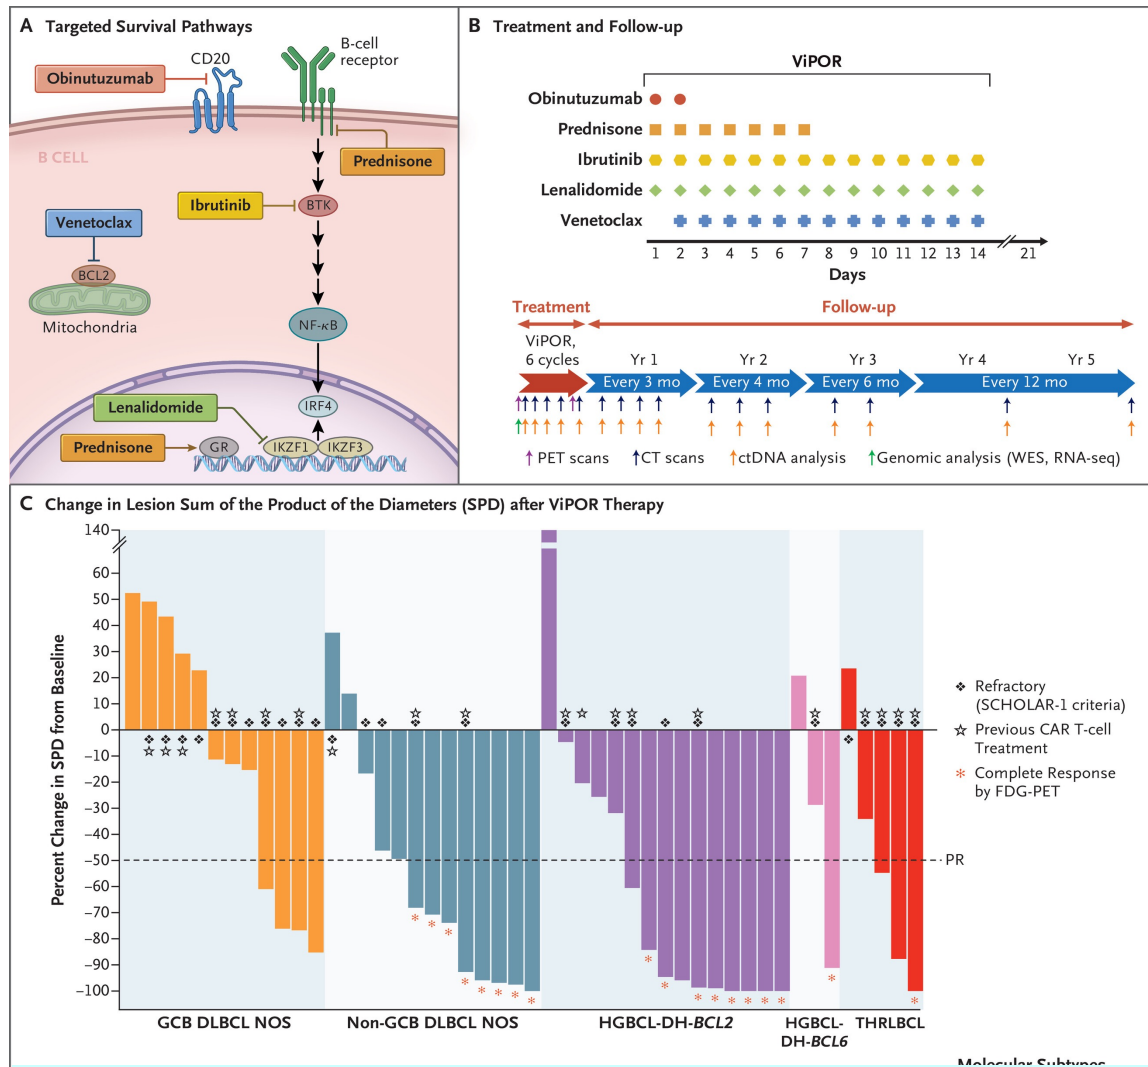 A Targeted Survival Pathways
Obinutuzumab
CD20
B-cell
receptor
B CELL
Prednisone
Ibrutinib
BTK
Venetoclax
BCL2
Mitochondria
NF-κB
Lenalidomide
IRF4
Prednisone
GR
IKZF1
IKZF3
B Treatment and Follow-up
ViPOR
Obinutuzumab
Prednisone
Ibrutinib
Lenalidomide
Venetoclax
1 2 3 4 5 6 7 8 9 10 11 12 13 14 21
Days
Treatment Follow-up
ViPOR,
6 cycles
Yr 1 Yr 2 Yr 3 Yr 4 Yr 5
Every 3 mo Every 4 mo Every 6 mo Every 12 mo
PET scans CT scans ctDNA analysis Genomic analysis (WES, RNA-seq)
C Change in Lesion Sum of the Product of the Diameters (SPD) after ViPOR Therapy
Percent Change in SPD from Baseline
140
60
50
40
30
20
10
0
−10
−20
−30
−40
−50
−60
−70
−80
−90
−100
PR
Refractory
(SCHOLAR-1 criteria)
Previous CAR T-cell
Treatment
* Complete Response
by FDG-PET
GCB DLBCL NOS
Non-GCB DLBCL NOS
HGBCL-DH-BCL2
HGBCL-
DH-BCL6
THRLBCL
Molecular Subtypes